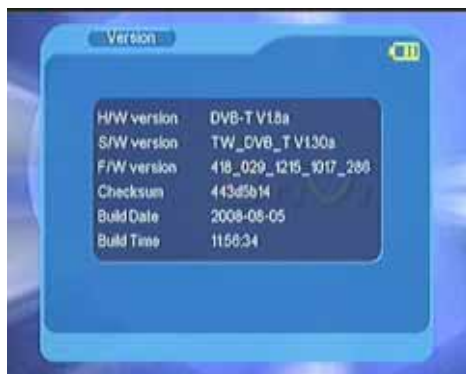 Version
H/W version DVB-T V1.8a
S/W version TW_DVB_T V1.30a
F/W version 418_029_1215_1017_286
Checksum 443d5b14
Build Date 2008-08-05
Build Time 11:56:34